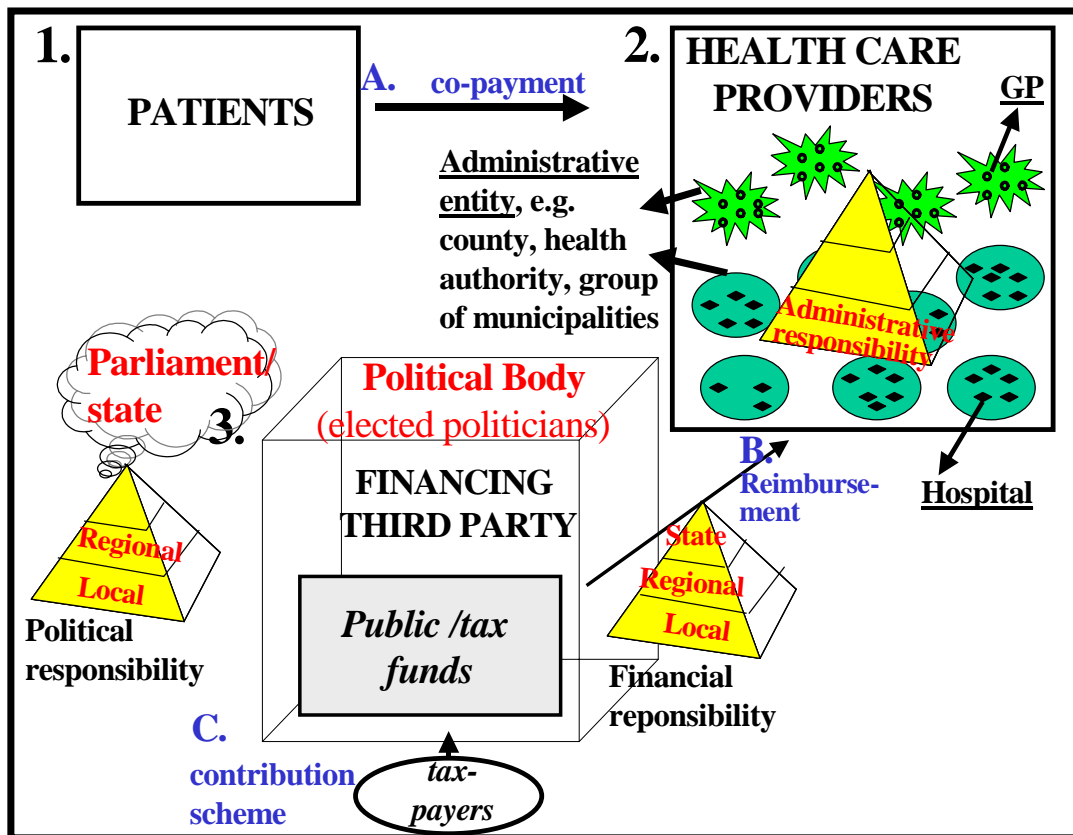 1.
PATIENTS
A. co-payment
2. HEALTH CARE
PROVIDERS
GP
Administrative
entity, e.g.
county, health
authority, group
of municipalities
Administrative
responsibility
Hospital
Parliament/
state
Regional
Local
Political
responsibility
3.
Political Body
(elected politicians)
FINANCING
THIRD PARTY
Public /tax
funds
B.
Reimburse-
ment
State
Regional
Local
Financial
reponsibility
C.
contribution
scheme
tax-
payers